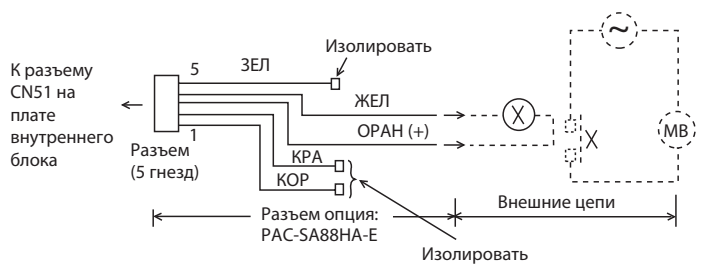 Изолировать
К разъему
CN51 на
плате
внутреннего
блока
5
ЗЕЛ
ЖЕЛ
X
~
ОРАН (+)
X
МВ
1
Разъем
(5 гнезд)
КРА
КОР
Разъем опция:
PAC-SA88HA-E
Внешние цепи
Изолировать